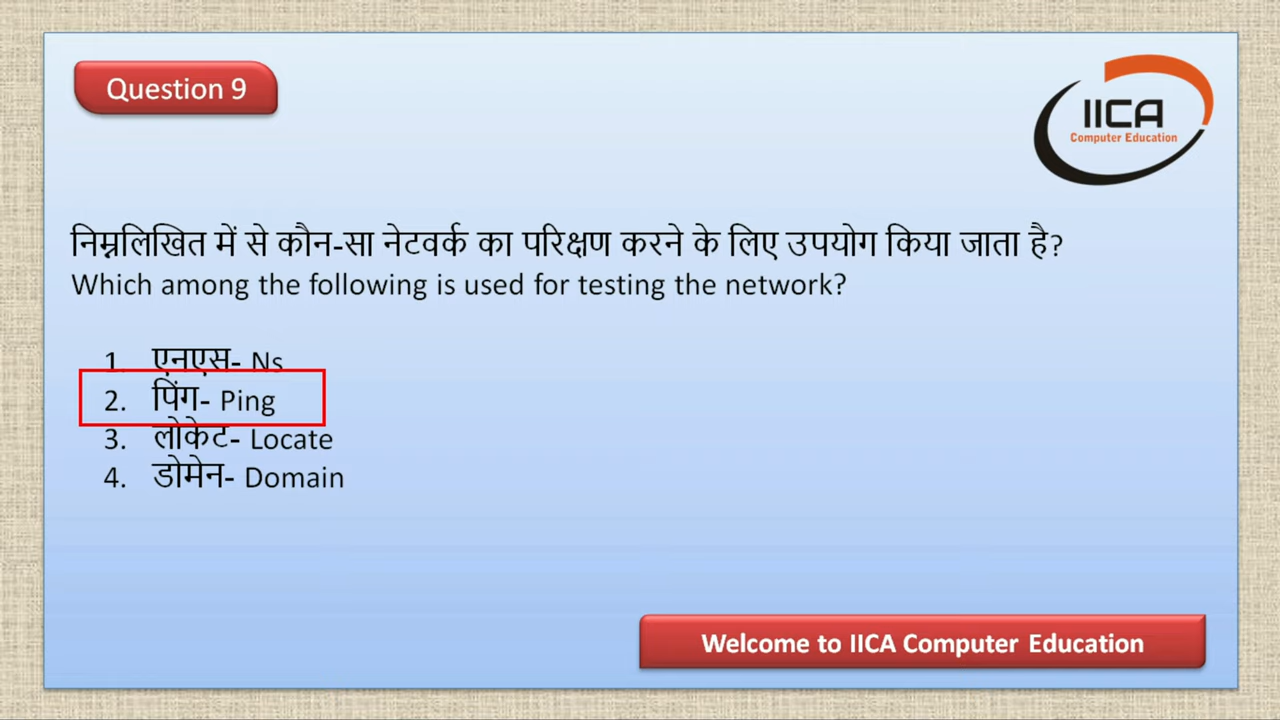 Question 9
IICA
Computer Education
निम्नलिखित में से कौन-सा नेटवर्क का परिक्षण करने के लिए उपयोग किया जाता है?
Which among the following is used for testing the network?
1. एनएस- Ns
2. पिंग- Ping
3. लोकेट- Locate
4. डोमेन- Domain
Welcome to IICA Computer Education